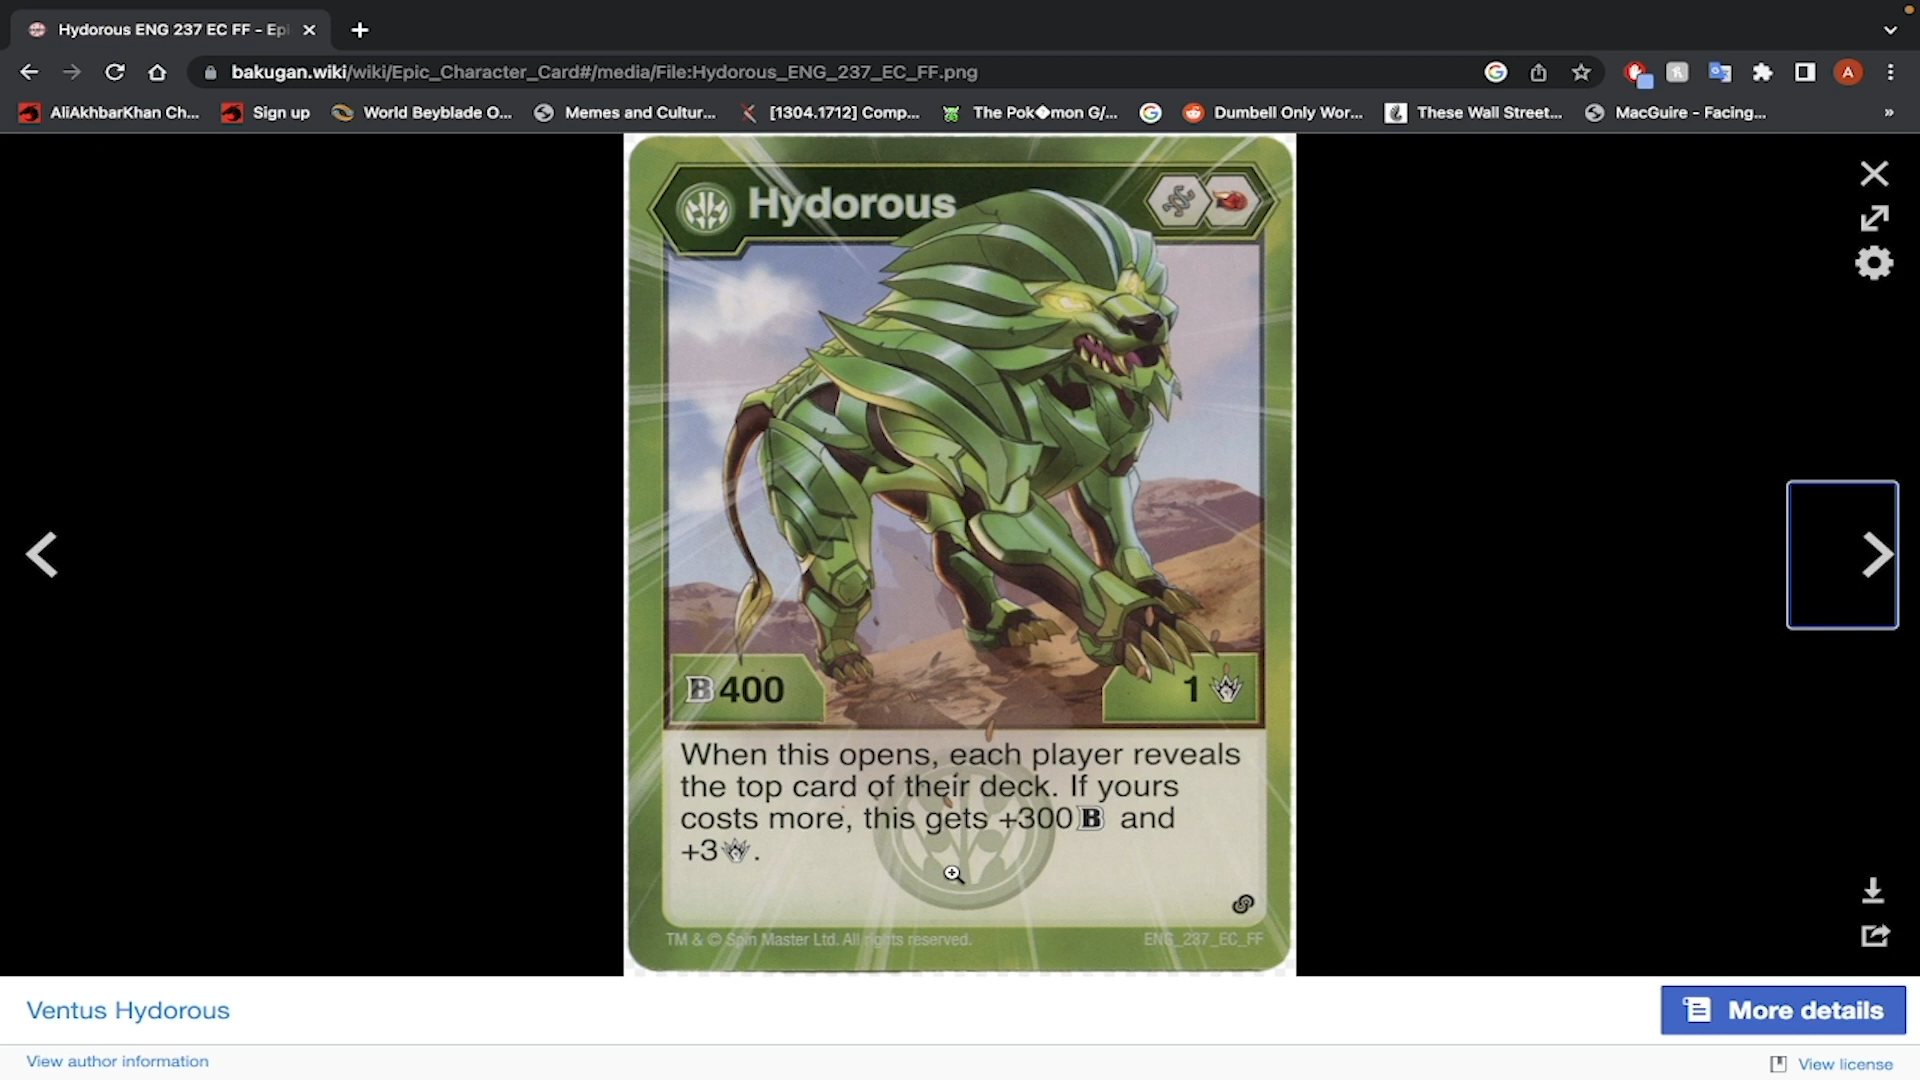 Hydorous ENG 237 EC FF - Epi
bakugan.wiki/wiki/Epic_Character_Card#/media/File:Hydorous_ENG_237_EC_FF.png
A
AliAkhbarKhan Ch...
Sign up
World Beyblade O...
Memes and Cultur...
[1304.1712] Comp...
The Pok�mon G/...
Dumbell Only Wor...
These Wall Street...
MacGuire - Facing...
»
Hydorous
B 400
1
When this opens, each player reveals
the top card of their deck. If yours
costs more, this gets +300 B and
+3 .
TM & © Spin Master Ltd. All rights reserved.
ENG_237_EC_FF
Ventus Hydorous
More details
View author information
View license